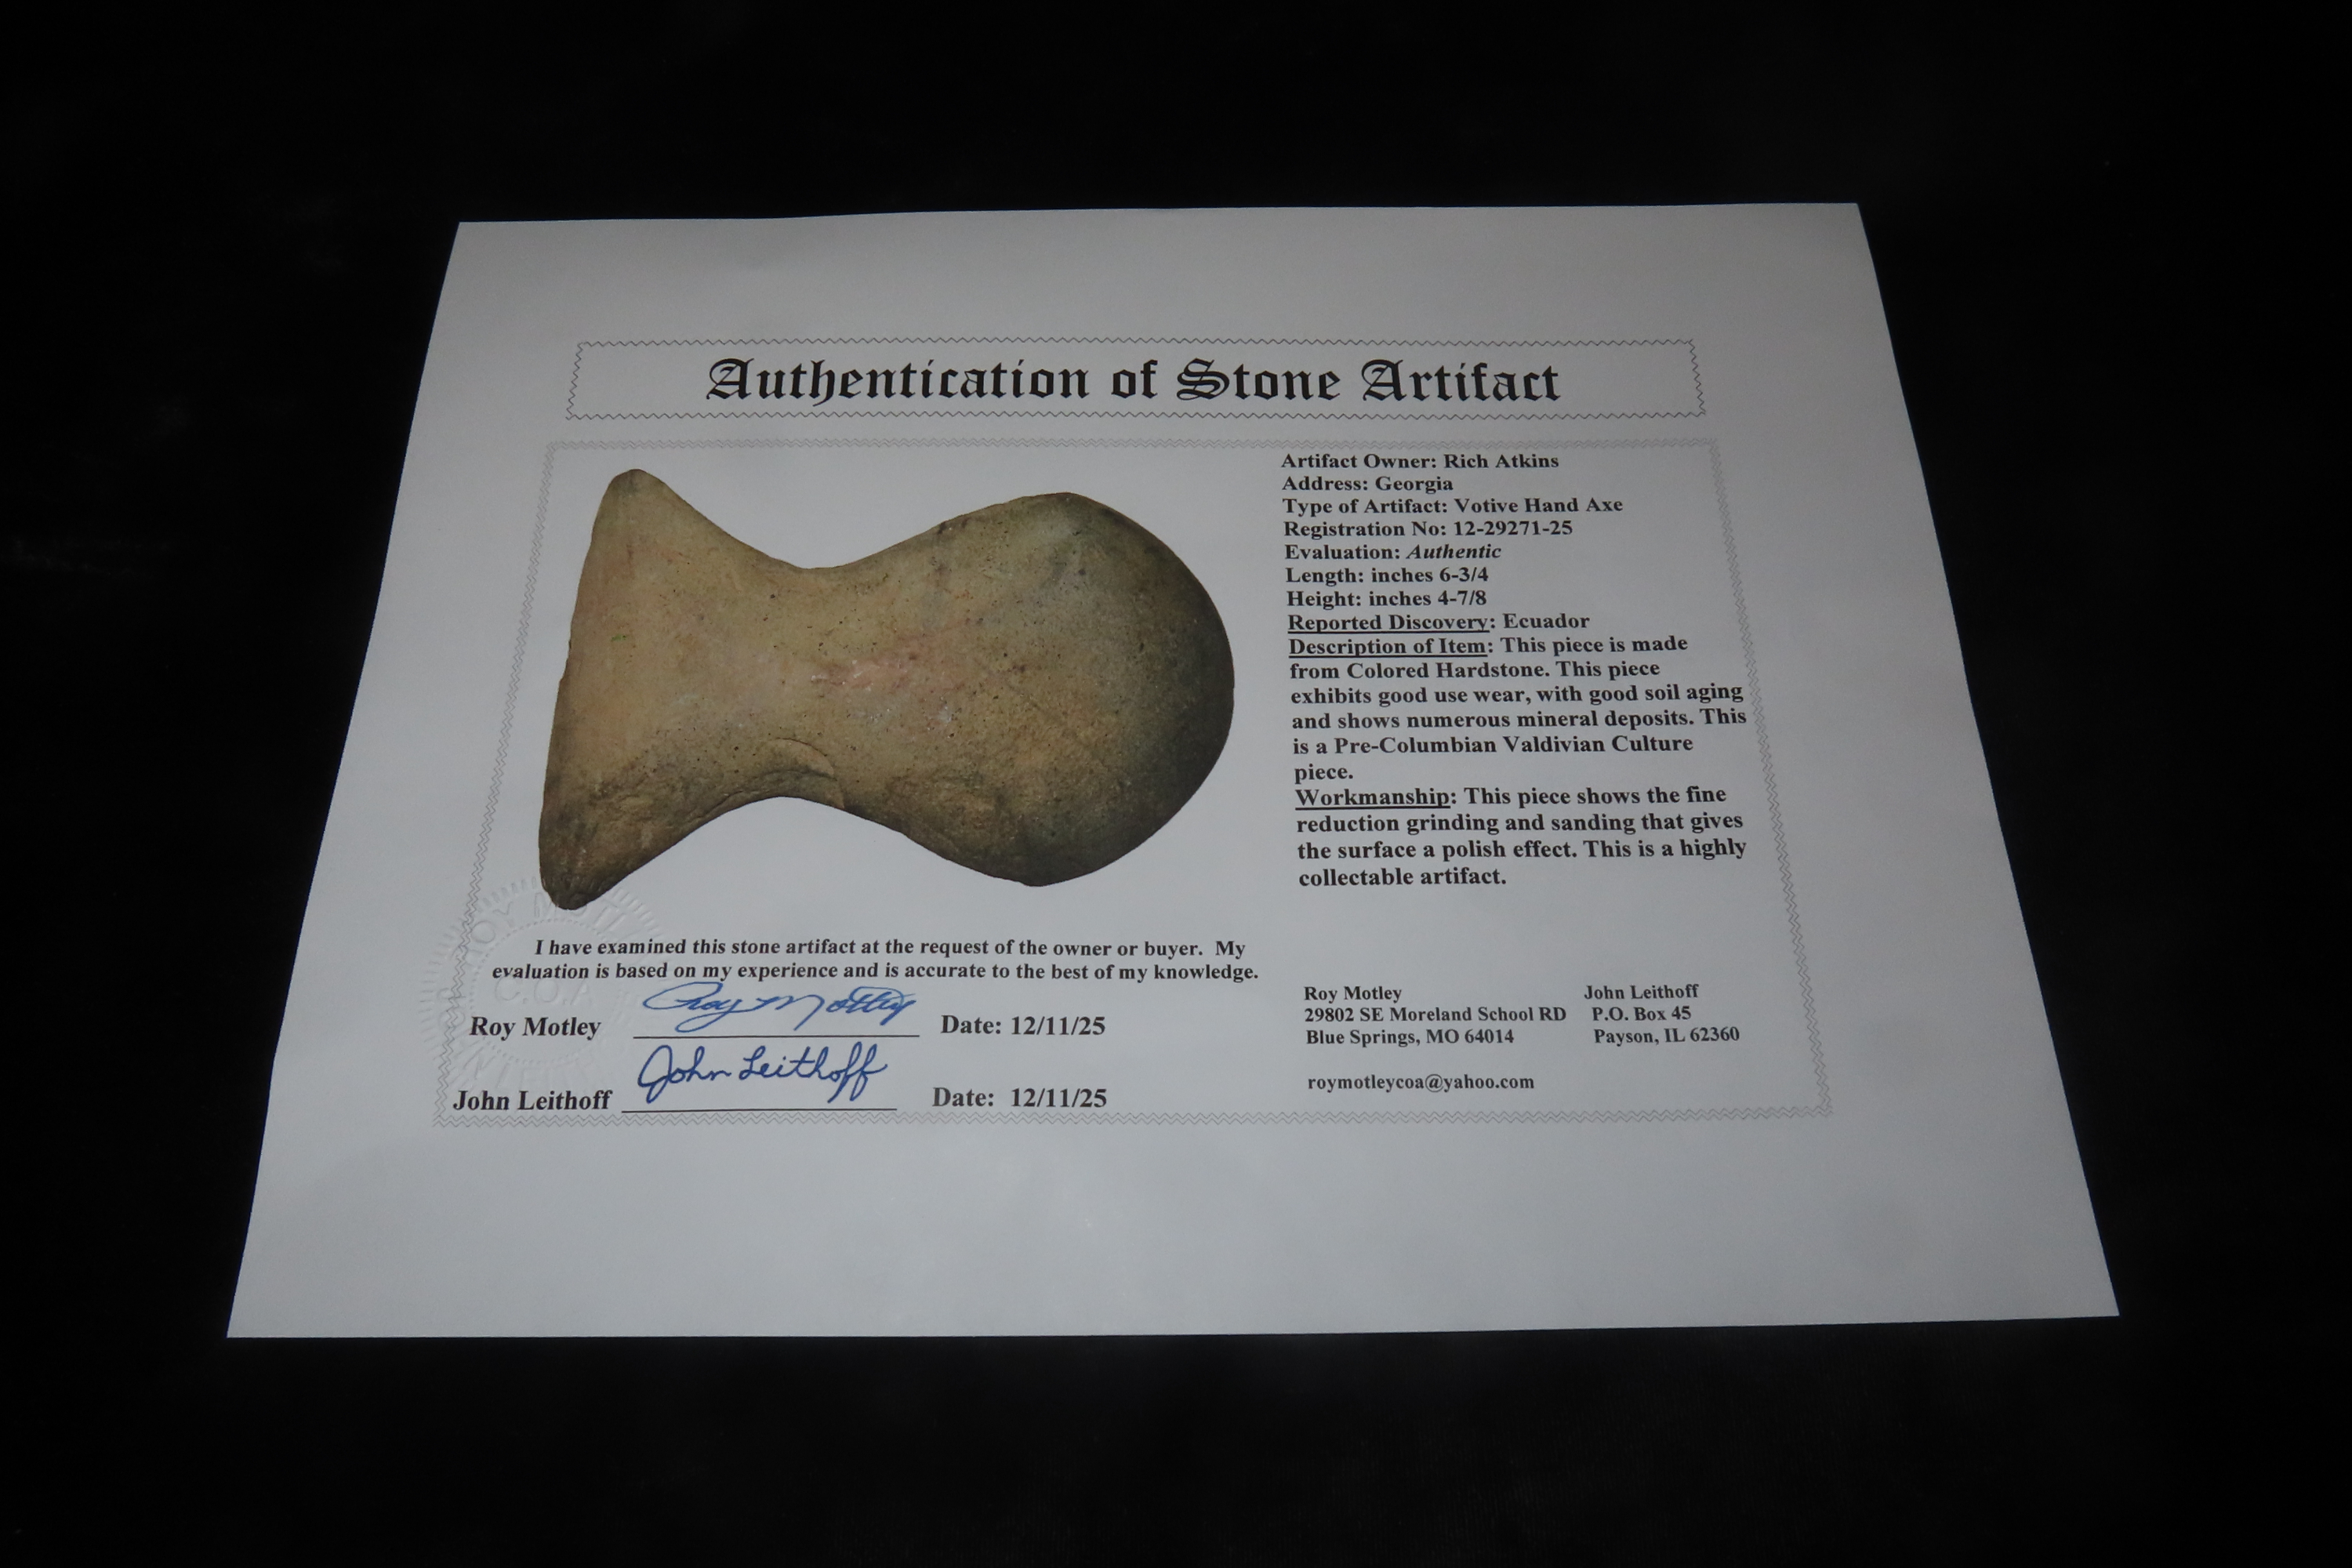 Authentication of Stone Artifact
Artifact Owner: Rich Atkins
Address: Georgia
Type of Artifact: Votive Hand Axe
Registration No: 12-29271-25
Evaluation: Authentic
Length: inches 6-3/4
Height: inches 4-7/8
Reported Discovery: Ecuador
Description of Item: This piece is made
from Colored Hardstone. This piece
exhibits good use wear, with good soil aging
and shows numerous mineral deposits. This
is a Pre-Columbian Valdivian Culture
piece.
Workmanship: This piece shows the fine
reduction grinding and sanding that gives
the surface a polish effect. This is a highly
collectable artifact.
I have examined this stone artifact at the request of the owner or buyer. My
evaluation is based on my experience and is accurate to the best of my knowledge.
Roy Motley Roy Motley Date: 12/11/25
John Leithoff John Leithoff Date: 12/11/25
Roy Motley John Leithoff
29802 SE Moreland School RD P.O. Box 45
Blue Springs, MO 64014 Payson, IL 62360
roymotleycoa@yahoo.com
C.O.A